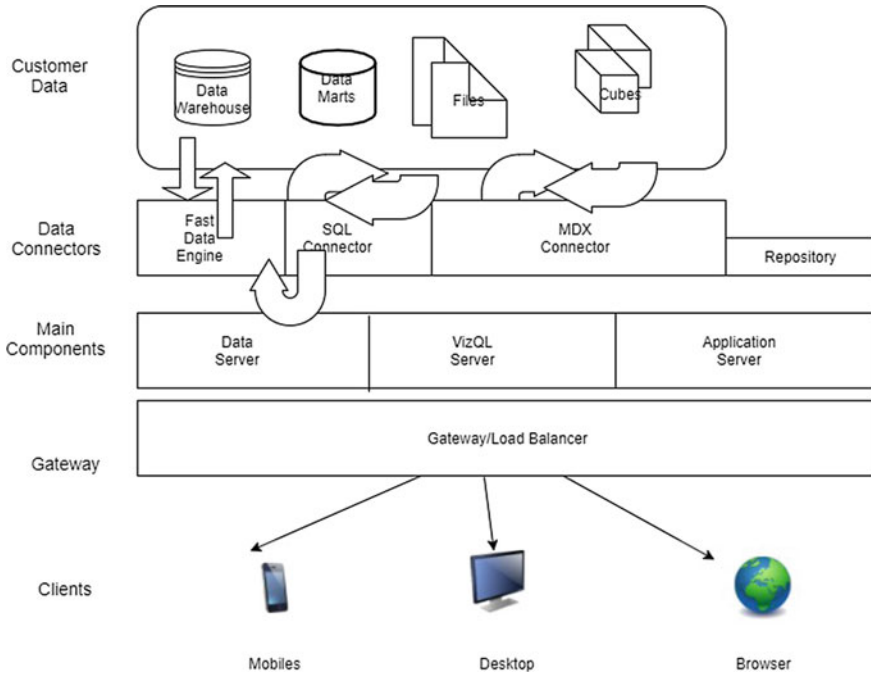 Customer
Data
Data
Warehouse
Data
Marts
Files
Cubes
Data
Connectors
Fast
Data
Engine
SQL
Connector
MDX
Connector
Repository
Main
Components
Data
Server
VizQL
Server
Application
Server
Gateway
Gateway/Load Balancer
Clients
Mobiles
Desktop
Browser